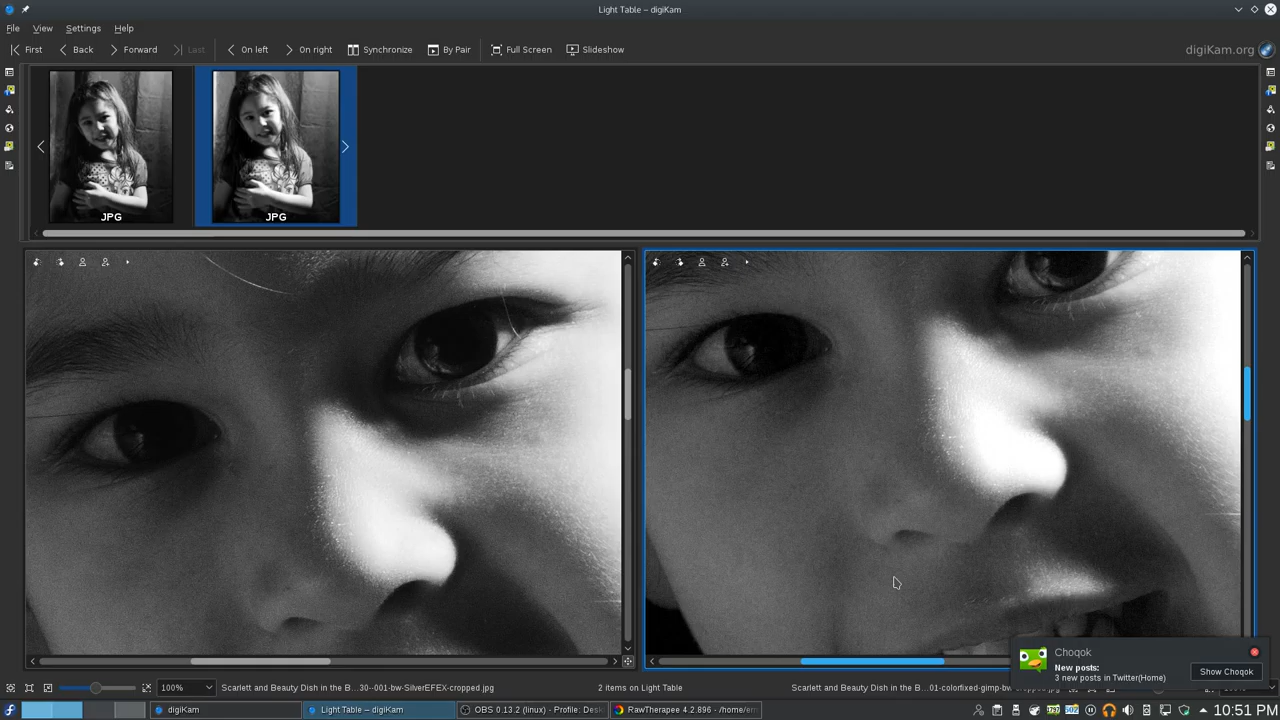 Light Table – digiKam
File View Settings Help
First Back Forward Last On left On right Synchronize By Pair Full Screen Slideshow digiKam.org
JPG JPG
Choqok
New posts:
3 new posts in Twitter(Home)
Show Choqok
100% Scarlett and Beauty Dish in the B...30--001-bw-SilverEFEX-cropped.jpg 2 items on Light Table Scarlett and Beauty Dish in the B...01-colorfixed-gimp-bw-cropped.jpg
digiKam Light Table – digiKam OBS 0.13.2 (linux) - Profile: Desk RawTherapee 4.2.896 - /home/em 10:51 PM